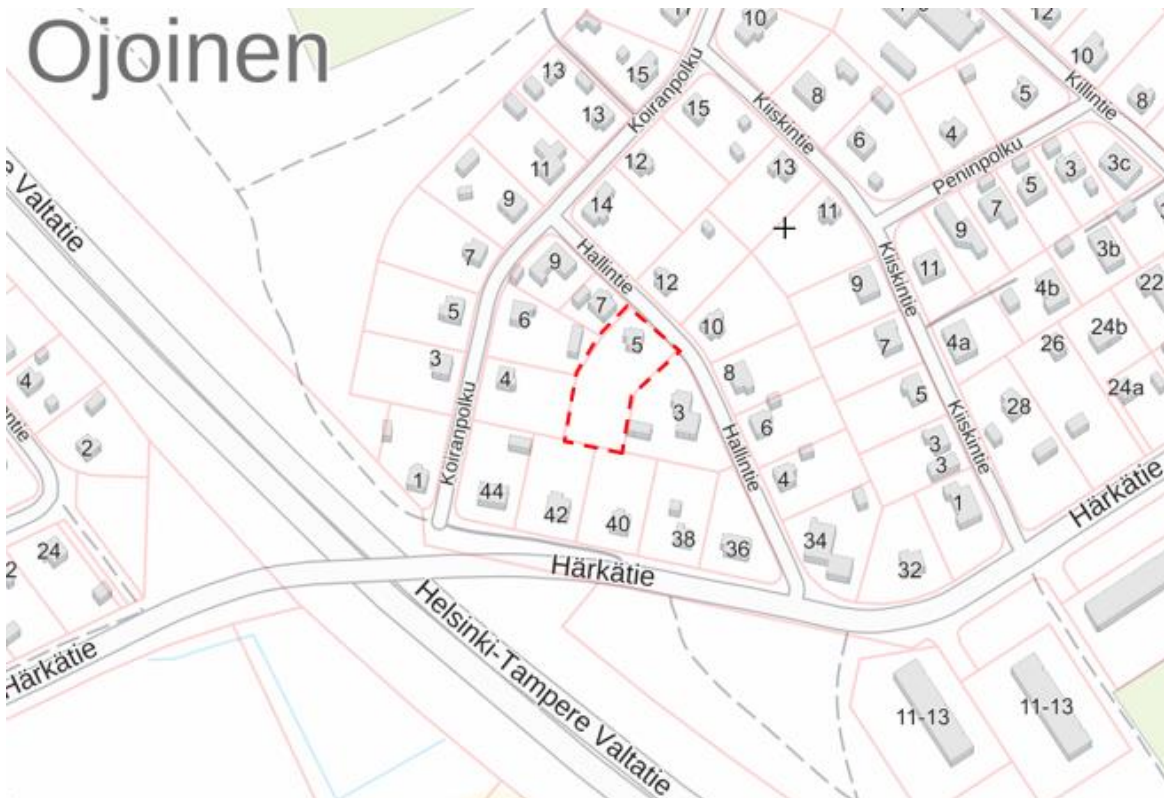 Ojoinen
17
10
12
13
15
Koiranpolku
Kiiskintie
8
10
5
Killintie
8
13
15
6
4
Peninpolku
3
3c
11
12
13
5
7
14
9
11
9
3b
e Valtatie
7
Hallintie
9
12
Kiiskintie
11
4b
22
9
7
5
6
5
10
7
4a
26
24b
3
4
8
5
28
24a
4
3
6
Kiiskintie
2
Koiranpolku
Hallintie
3
3
ntie
1
44
42
40
38
36
4
1
Härkätie
24
2
34
32
Härkätie
Helsinki-Tampere Valtatie
Härkätie
11-13
11-13